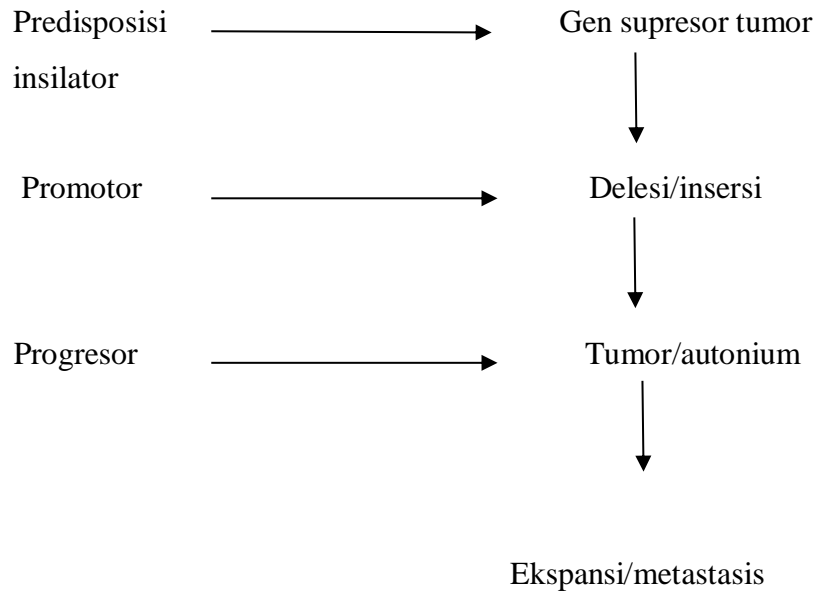 Predisposisi
Gen supresor tumor
insilator
Promotor
Delesi/insersi
Progresor
Tumor/autonium
Ekspansi/metastasis